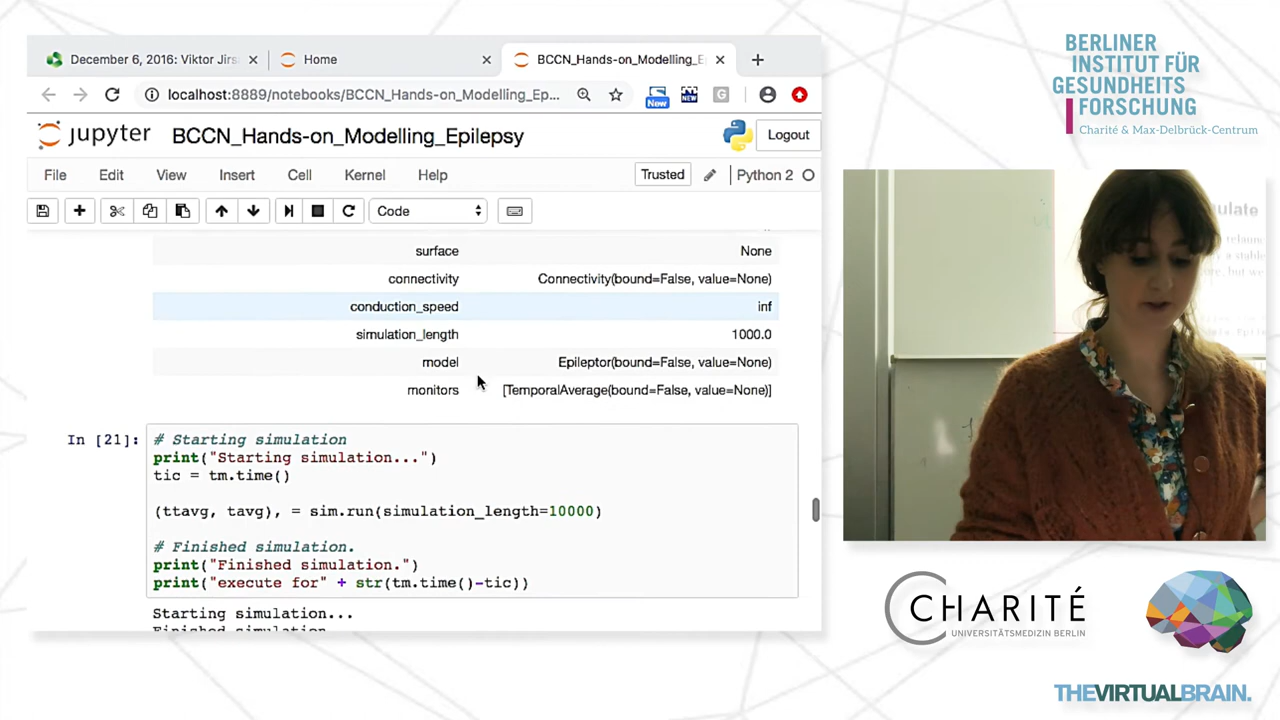 December 6, 2016: Viktor Jirs
Home
BCCN_Hands-on_Modelling_E
localhost:8889/notebooks/BCCN_Hands-on_Modelling_Ep...
New
NEW
G
jupyter BCCN_Hands-on_Modelling_Epilepsy
Logout
File Edit View Insert Cell Kernel Help
Trusted
Python 2
Code
surface None
connectivity Connectivity(bound=False, value=None)
conduction_speed inf
simulation_length 1000.0
model Epileptor(bound=False, value=None)
monitors [TemporalAverage(bound=False, value=None)]
In [21]:
# Starting simulation
print("Starting simulation...")
tic = tm.time()
(ttavg, tavg), = sim.run(simulation_length=10000)
# Finished simulation.
print("Finished simulation.")
print("execute for" + str(tm.time()-tic))
Starting simulation...
Finished simulation
BERLINER
INSTITUT FÜR
GESUNDHEITS
FORSCHUNG
Charité & Max-Delbrück-Centrum
ulate
CHARITÉ
UNIVERSITÄTSMEDIZIN BERLIN
THEVIRTUALBRAIN.